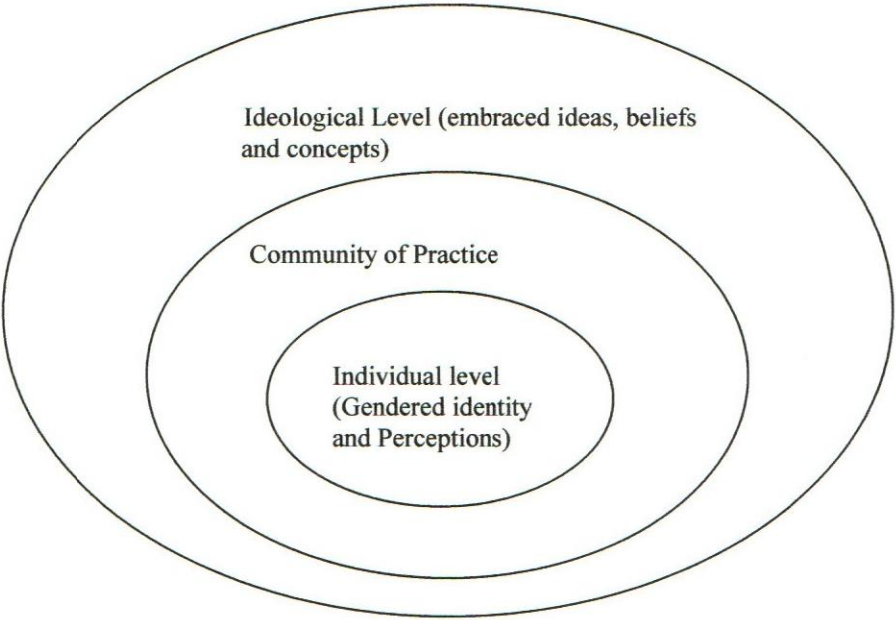 Ideological Level (embraced ideas, beliefs
and concepts)
Community of Practice
Individual level
(Gendered identity
and Perceptions)